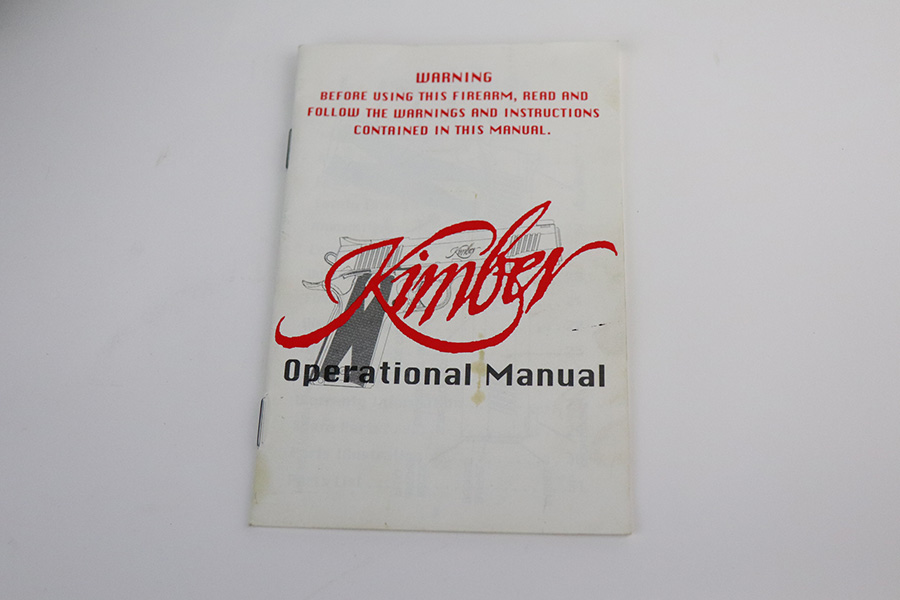 WARNING
BEFORE USING THIS FIREARM, READ AND
FOLLOW THE WARNINGS AND INSTRUCTIONS
CONTAINED IN THIS MANUAL.
Kimber
Kimber
Operational Manual